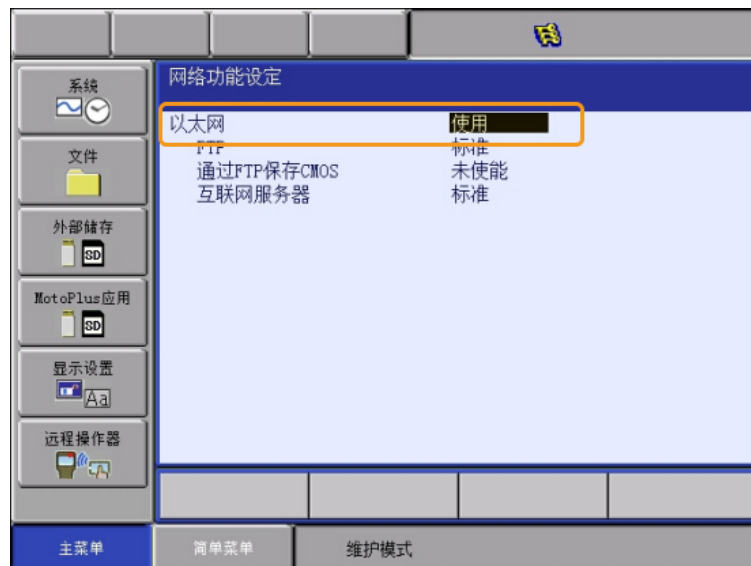 系统
文件
外部储存
SD
MotoPlus应用
SD
显示设置
Aa
远程操作器
网络功能设定
以太网 使用
FTP 标准
通过FTP保存CMOS 未使能
互联网服务器 标准
主菜单 简单菜单 维护模式